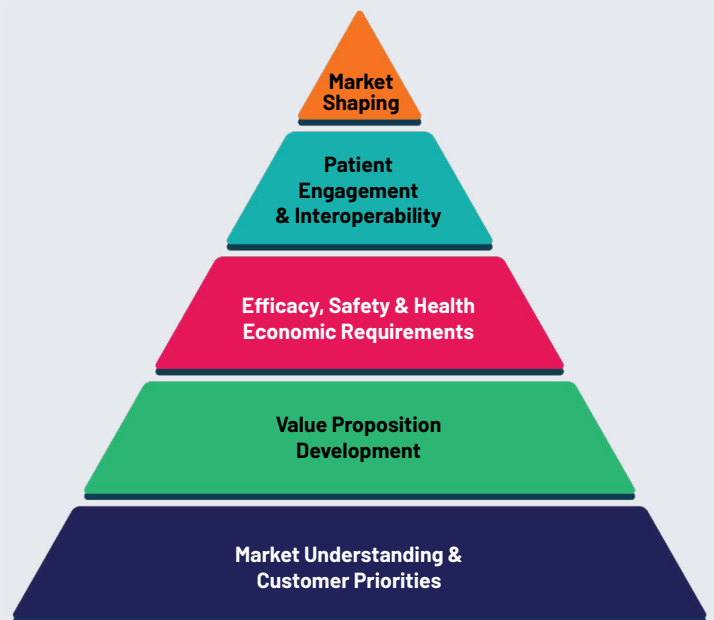 Market
Shaping
Patient
Engagement
& Interoperability
Efficacy, Safety & Health
Economic Requirements
Value Proposition
Development
Market Understanding &
Customer Priorities